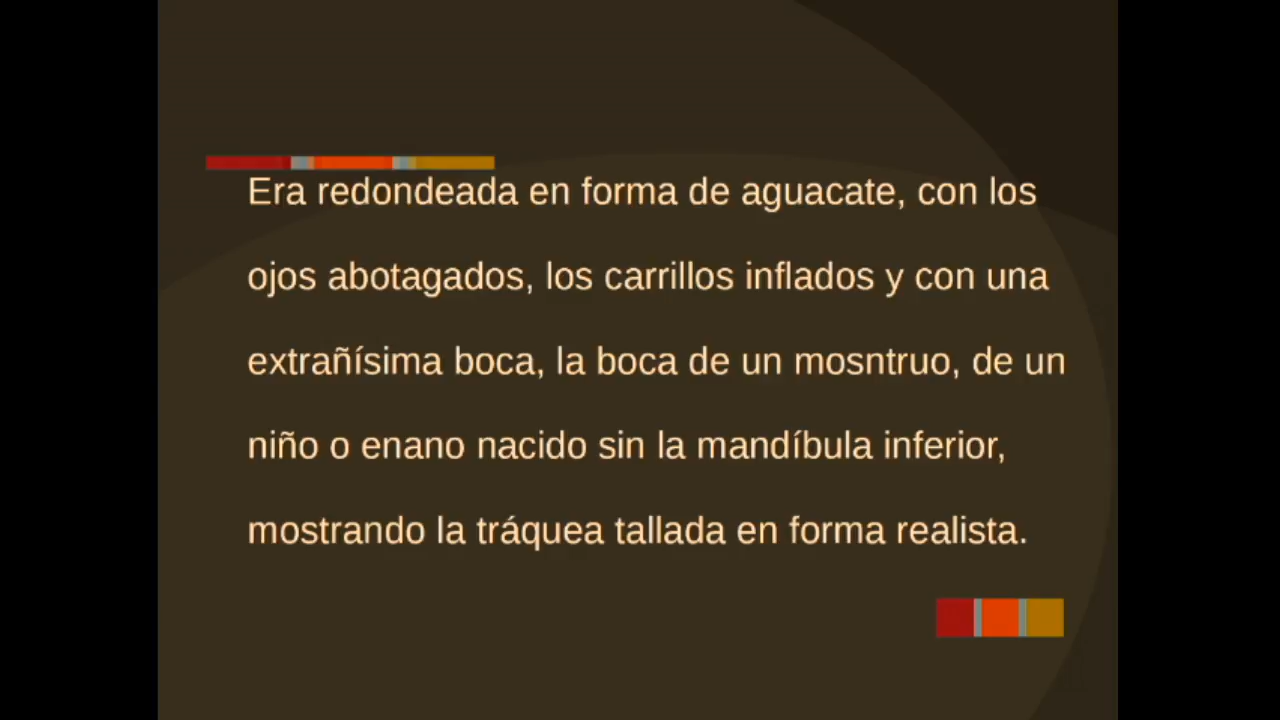 Era redondeada en forma de aguacate, con los
ojos abotagados, los carrillos inflados y con una
extrañísima boca, la boca de un mosntruo, de un
niño o enano nacido sin la mandíbula inferior,
mostrando la tráquea tallada en forma realista.